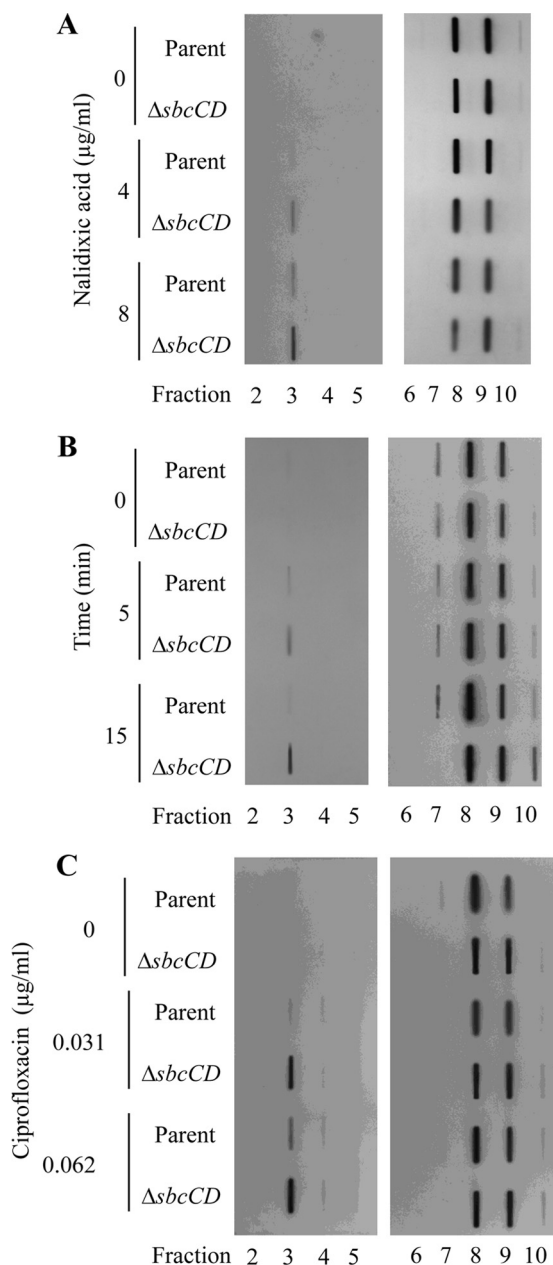 A
Nalidixic acid (µg/ml)
0
Parent
ΔsbcCD
4
Parent
ΔsbcCD
8
Parent
ΔsbcCD
Fraction 2 3 4 5 6 7 8 9 10
B
Time (min)
0
Parent
ΔsbcCD
5
Parent
ΔsbcCD
15
Parent
ΔsbcCD
Fraction 2 3 4 5 6 7 8 9 10
C
Ciprofloxacin (µg/ml)
0
Parent
ΔsbcCD
0.031
Parent
ΔsbcCD
0.062
Parent
ΔsbcCD
Fraction 2 3 4 5 6 7 8 9 10